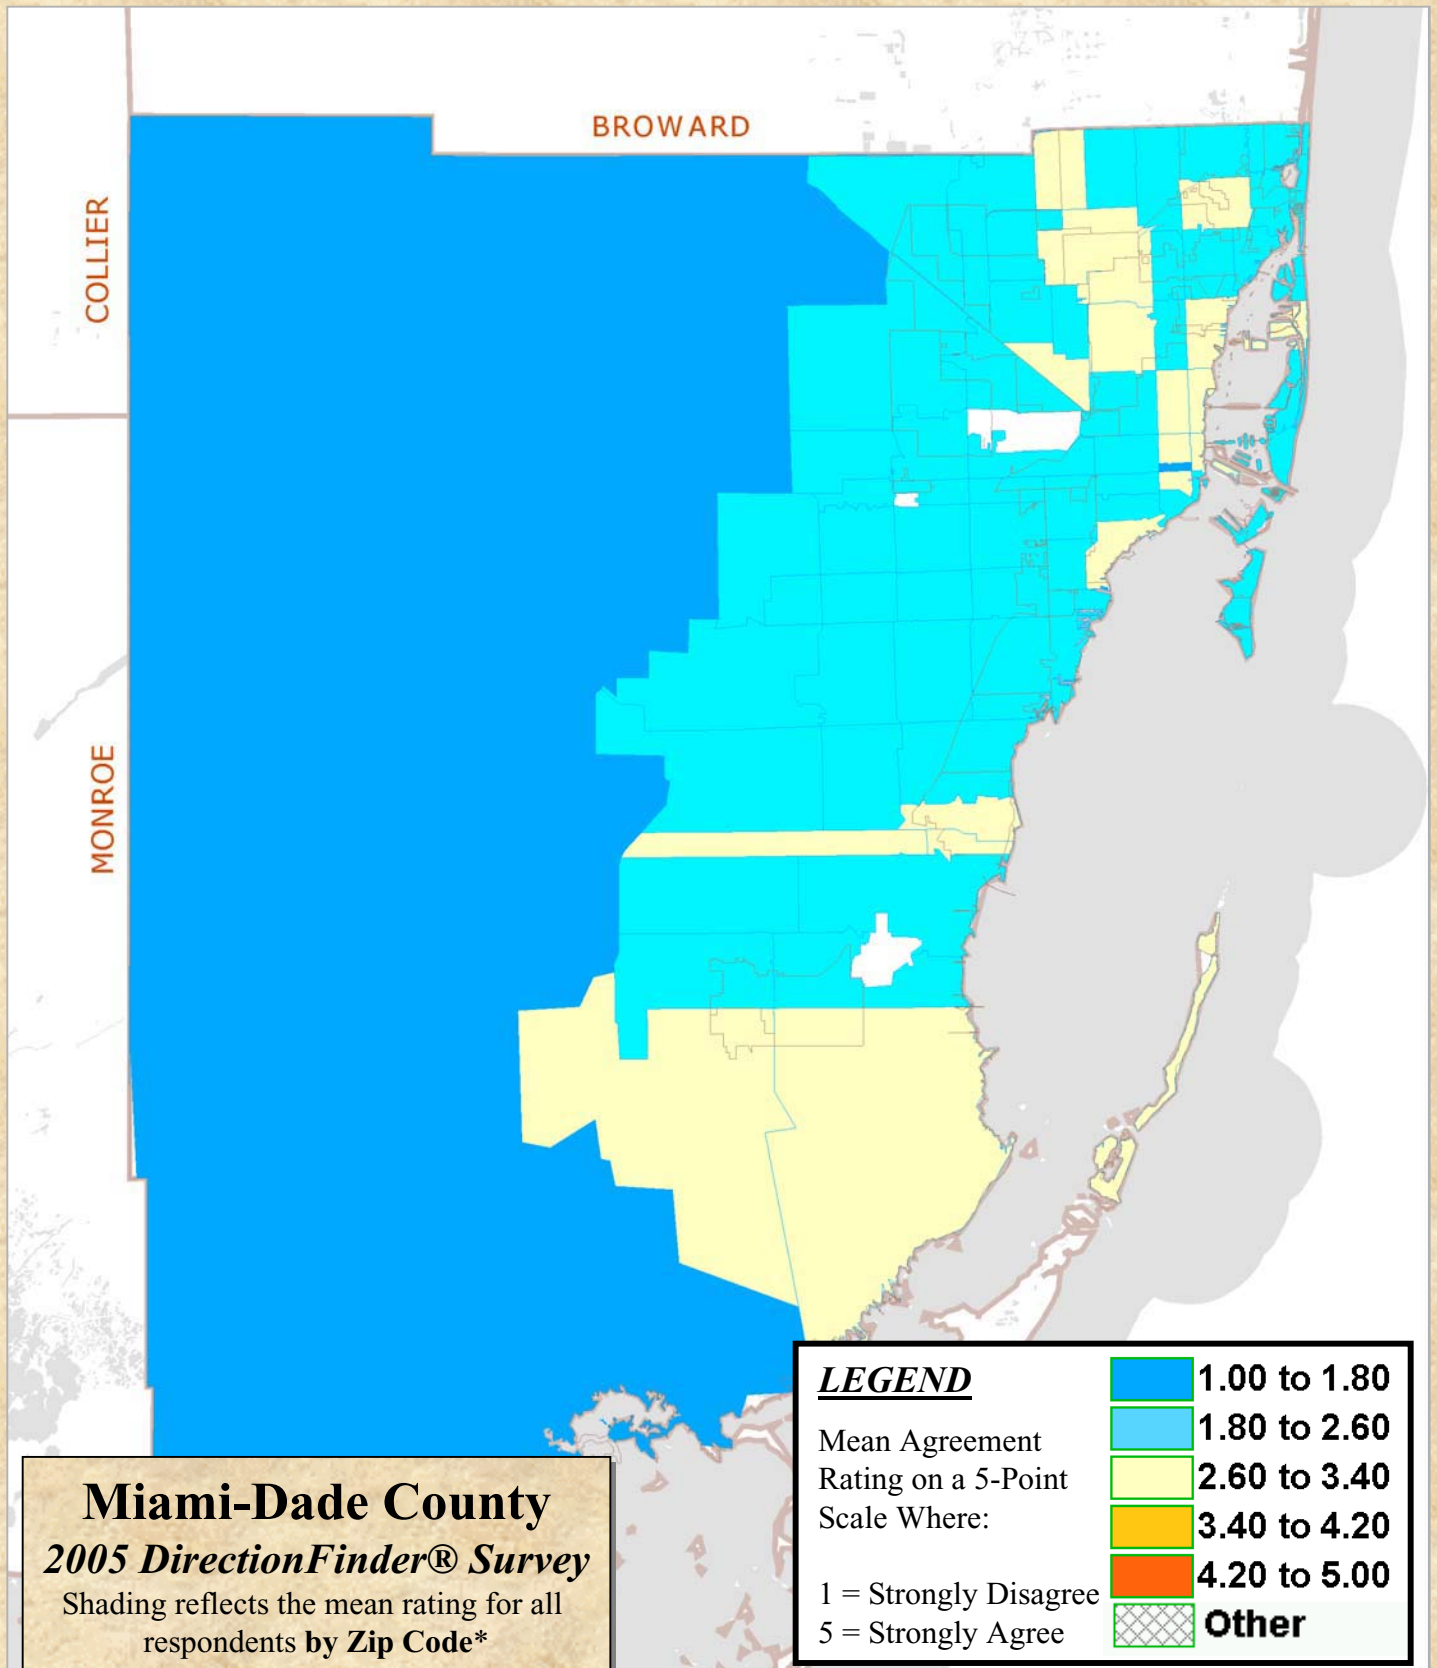 BROWARD
COLLIER
MONROE
LEGEND
Mean Agreement
Rating on a 5-Point
Scale Where:
1 = Strongly Disagree
5 = Strongly Agree
1.00 to 1.80
1.80 to 2.60
2.60 to 3.40
3.40 to 4.20
4.20 to 5.00
Other
Miami-Dade County
2005 DirectionFinder® Survey
Shading reflects the mean rating for all
respondents by Zip Code*